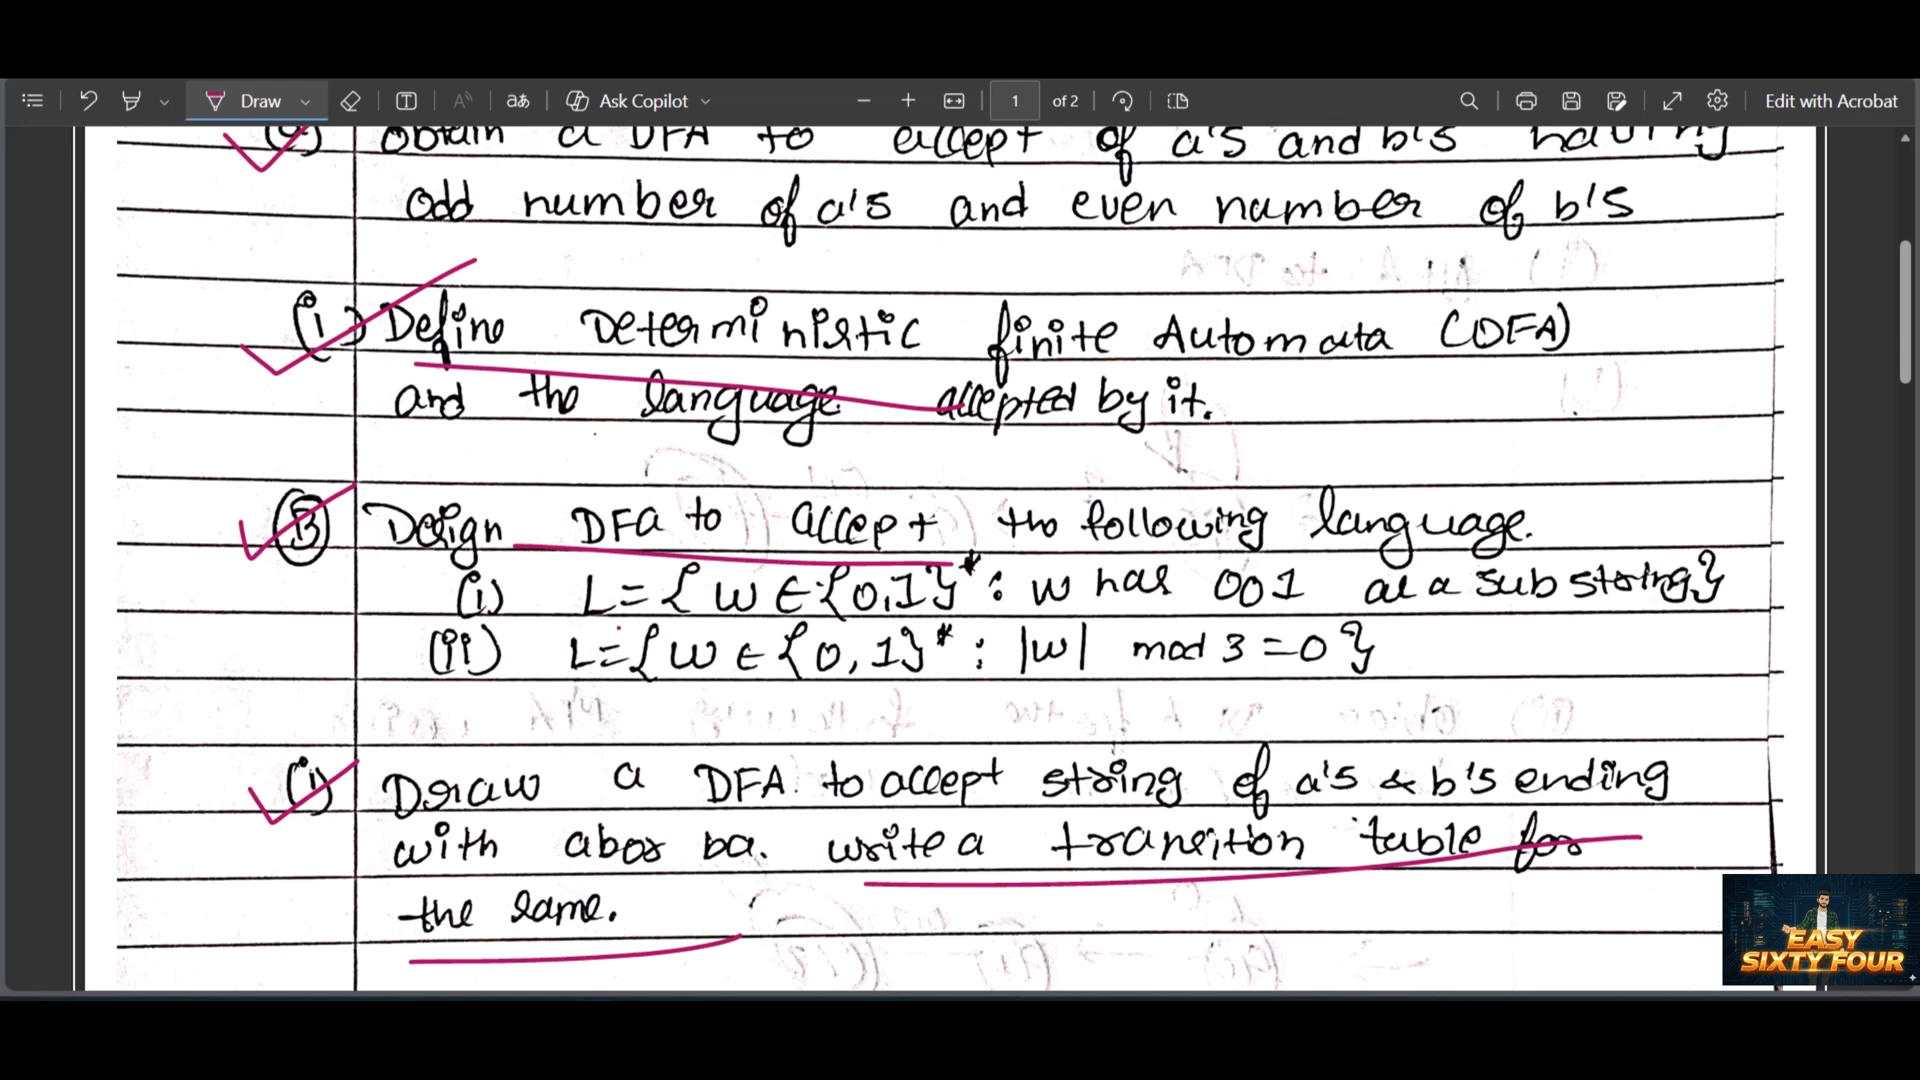 Draw
Ask Copilot
1
of 2
Edit with Acrobat
obtain a DFA to accept of a's and b's having
odd number of a's and even number of b's
(i) Define Deterministic finite Automata (DFA)
and the language accepted by it.
(B) Design DFA to accept the following language.
(i) L={ w ∈ {0,1}* : w has 001 as a sub string}
(ii) L={w ∈ {0,1}* : |w| mod 3 = 0 }
(i) Draw a DFA to accept string of a's & b's ending
with ab or ba. write a transition table for
the same.
EASY
SIXTY FOUR